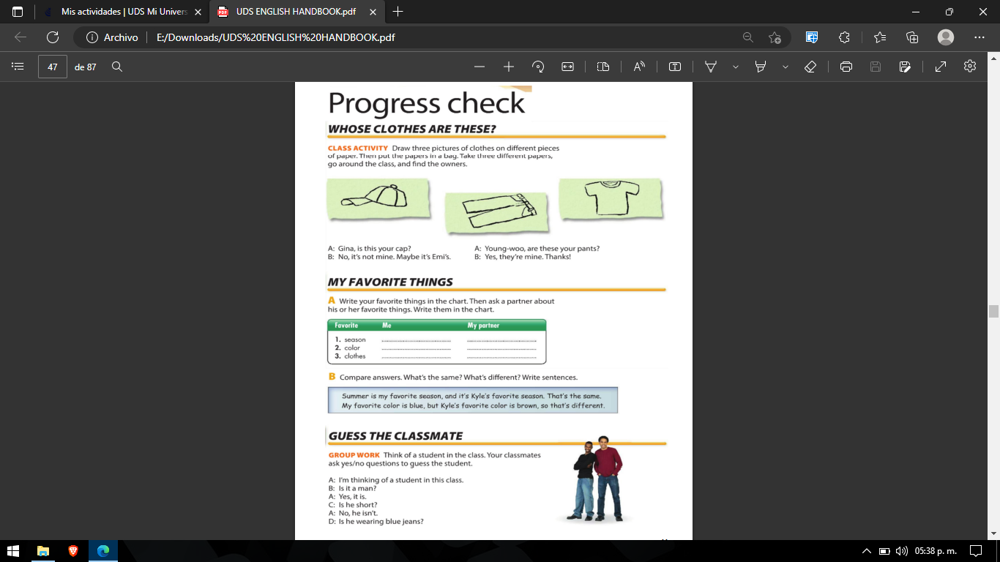 Mis actividades | UDS Mi Univers
UDS ENGLISH HANDBOOK.pdf
Archivo
E:/Downloads/UDS%20ENGLISH%20HANDBOOK.pdf
47 de 87
Progress check
WHOSE CLOTHES ARE THESE?
CLASS ACTIVITY Draw three pictures of clothes on different pieces
of paper. Then put the papers in a bag. Take three different papers,
go around the class, and find the owners.
A: Gina, is this your cap?
B: No, it's not mine. Maybe it's Emi's.
A: Young-woo, are these your pants?
B: Yes, they're mine. Thanks!
MY FAVORITE THINGS
A Write your favorite things in the chart. Then ask a partner about
his or her favorite things. Write them in the chart.
Favorite Me My partner
1. season
2. color
3. clothes
B Compare answers. What's the same? What's different? Write sentences.
Summer is my favorite season, and it's Kyle's favorite season. That's the same.
My favorite color is blue, but Kyle's favorite color is brown, so that's different.
GUESS THE CLASSMATE
GROUP WORK Think of a student in the class. Your classmates
ask yes/no questions to guess the student.
A: I'm thinking of a student in this class.
B: Is it a man?
A: Yes, it is.
C: Is he short?
A: No, he isn't.
D: Is he wearing blue jeans?
05:38 p. m.